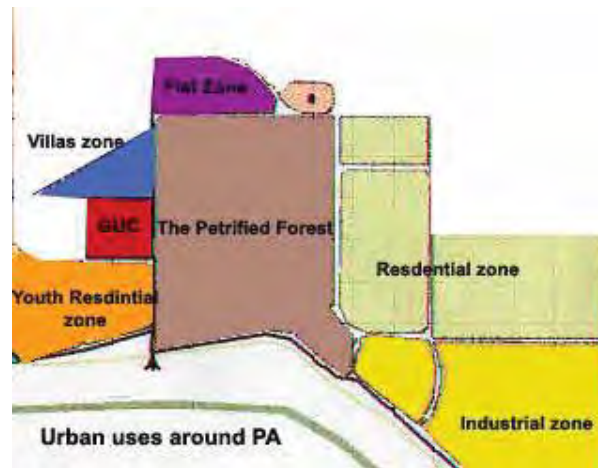 Flat Zone
Villas zone
GUC
The Petrified Forest
Resdential zone
Youth Resdintial
zone
Industrial zone
Urban uses around PA